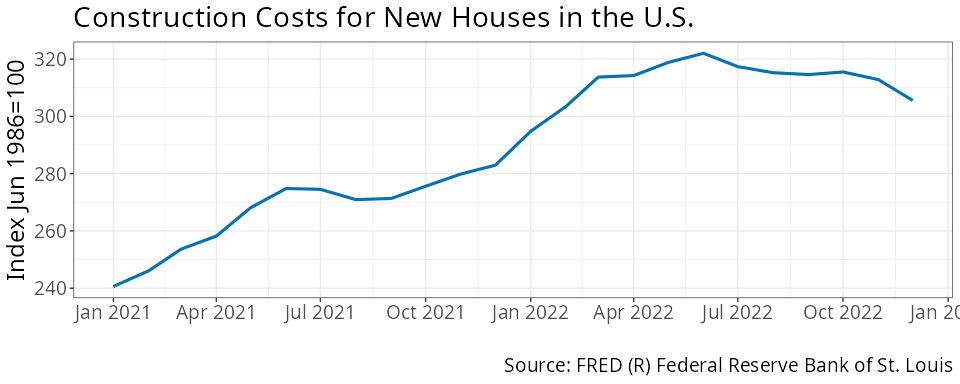 Construction Costs for New Houses in the U.S.
Index Jun 1986=100
320
300
280
260
240
Jan 2021 Apr 2021 Jul 2021 Oct 2021 Jan 2022 Apr 2022 Jul 2022 Oct 2022 Jan 20
Source: FRED (R) Federal Reserve Bank of St. Louis